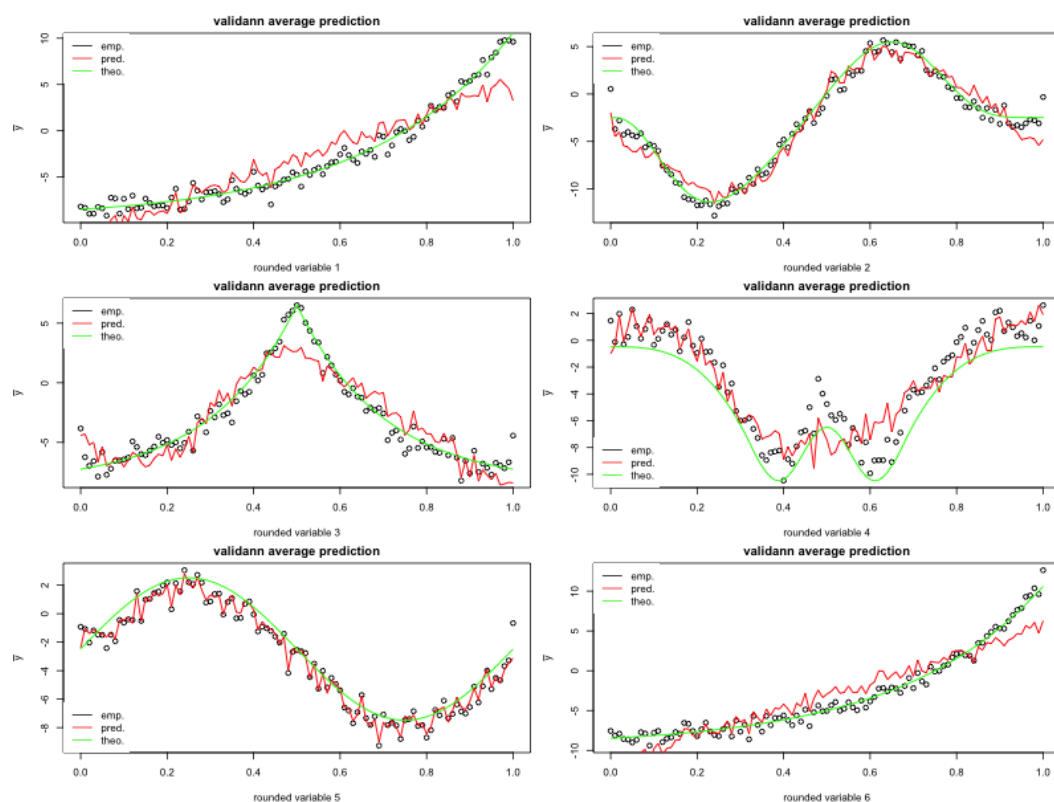 validann average prediction
10
5
0
-5
y
emp.
pred.
theo.
0.0 0.2 0.4 0.6 0.8 1.0
rounded variable 1
validann average prediction
5
0
-5
-10
y
emp.
pred.
theo.
0.0 0.2 0.4 0.6 0.8 1.0
rounded variable 2
validann average prediction
5
0
-5
y
emp.
pred.
theo.
0.0 0.2 0.4 0.6 0.8 1.0
rounded variable 3
validann average prediction
2
0
-2
-4
-6
-8
-10
y
emp.
pred.
theo.
0.0 0.2 0.4 0.6 0.8 1.0
rounded variable 4
validann average prediction
2
0
-2
-4
-6
-8
y
emp.
pred.
theo.
0.0 0.2 0.4 0.6 0.8 1.0
rounded variable 5
validann average prediction
10
5
0
-5
-10
y
emp.
pred.
theo.
0.0 0.2 0.4 0.6 0.8 1.0
rounded variable 6